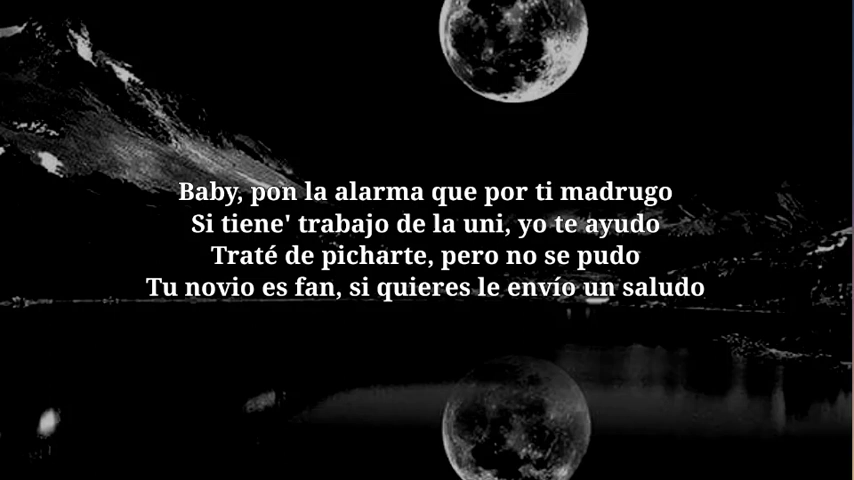 Baby, pon la alarma que por ti madrugo
Si tiene' trabajo de la uni, yo te ayudo
Traté de picharte, pero no se pudo
Tu novio es fan, si quieres le envío un saludo